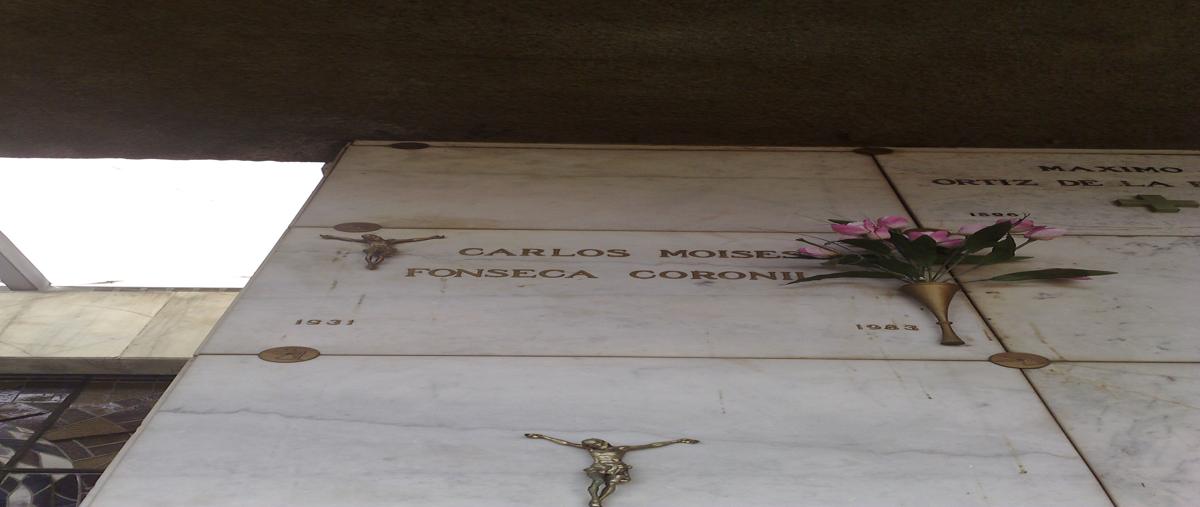 CARLOS MOISES
FONSECA CORONIL
1931
1983
MAXIMO
ORTIZ DE LA